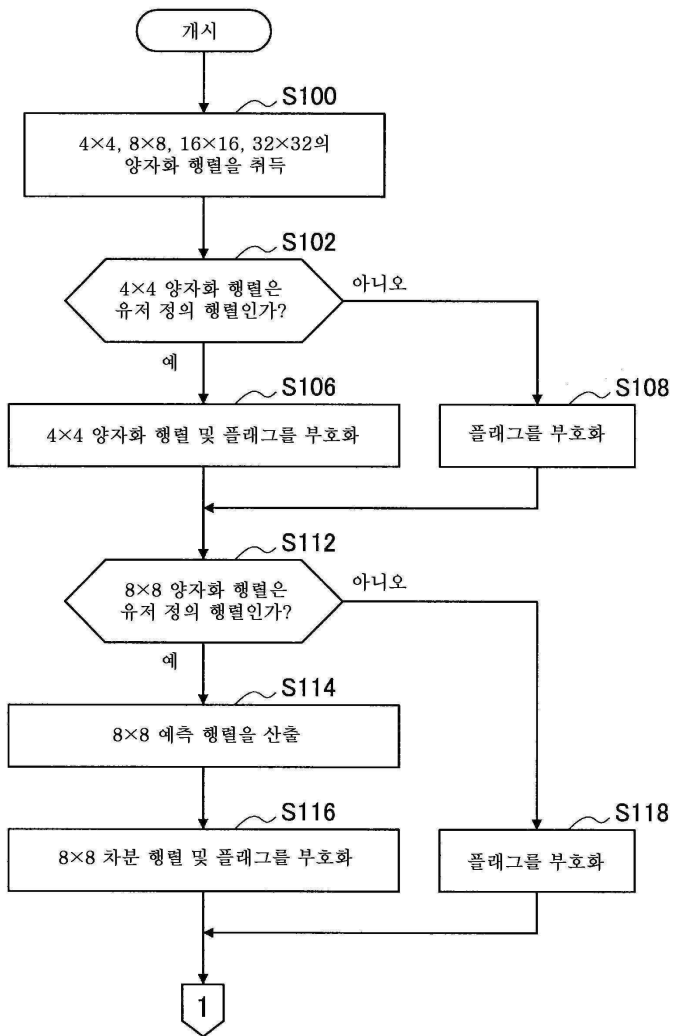 개시
S100
4×4, 8×8, 16×16, 32×32의
양자화 행렬을 취득
S102
4×4 양자화 행렬은
유저 정의 행렬인가?
아니오
예
S106
4×4 양자화 행렬 및 플래그를 부호화
S108
플래그를 부호화
S112
8×8 양자화 행렬은
유저 정의 행렬인가?
아니오
예
S114
8×8 예측 행렬을 산출
S116
8×8 차분 행렬 및 플래그를 부호화
S118
플래그를 부호화
1